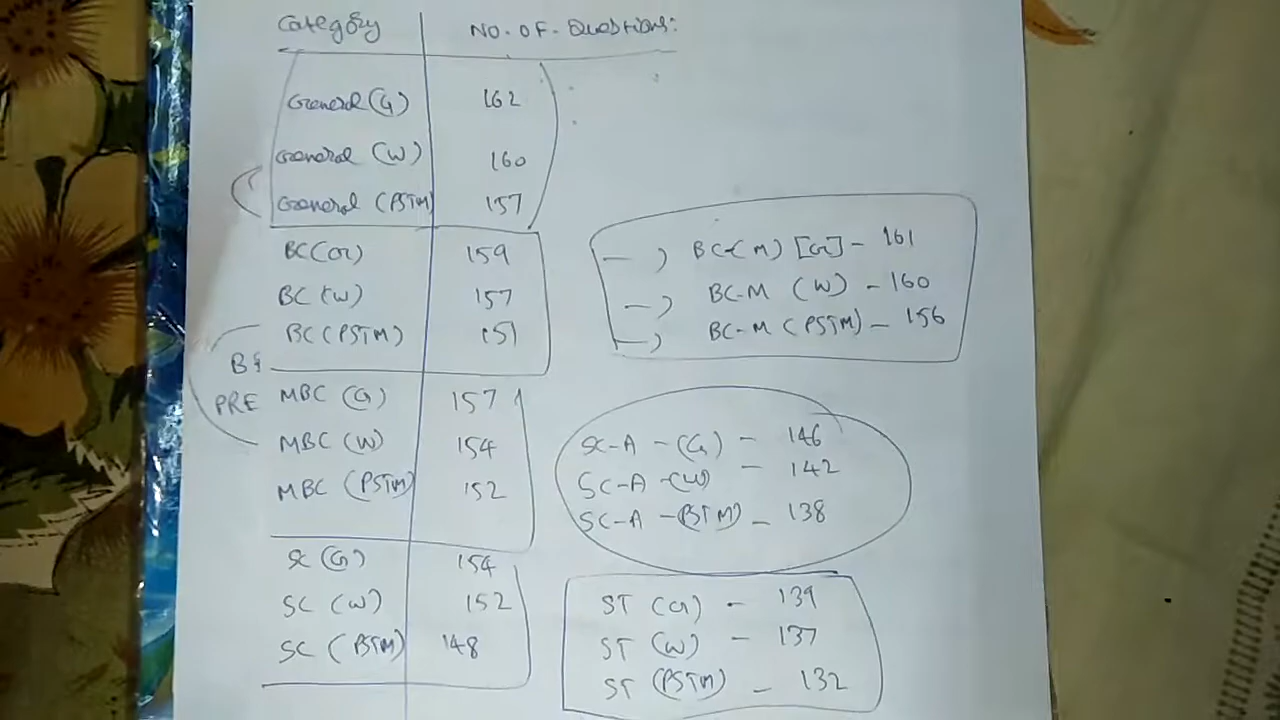 Category No. OF. Questions:
General (G) 162
General (W) 160
General (PSTM) 157
BC (G) 159
BC (W) 157
BC (PSTM) 151
MBC (G) 157
PRE
MBC (W) 154
MBC (PSTM) 152
SC (G) 154
SC (W) 152
SC (PSTM) 148
BC-(M) [G] - 161
BC-M (W) - 160
BC-M (PSTM) - 156
SC-A - (G) - 146
SC-A - (W) - 142
SC-A - (PSTM) - 138
ST (G) - 139
ST (W) - 137
ST (PSTM) - 132